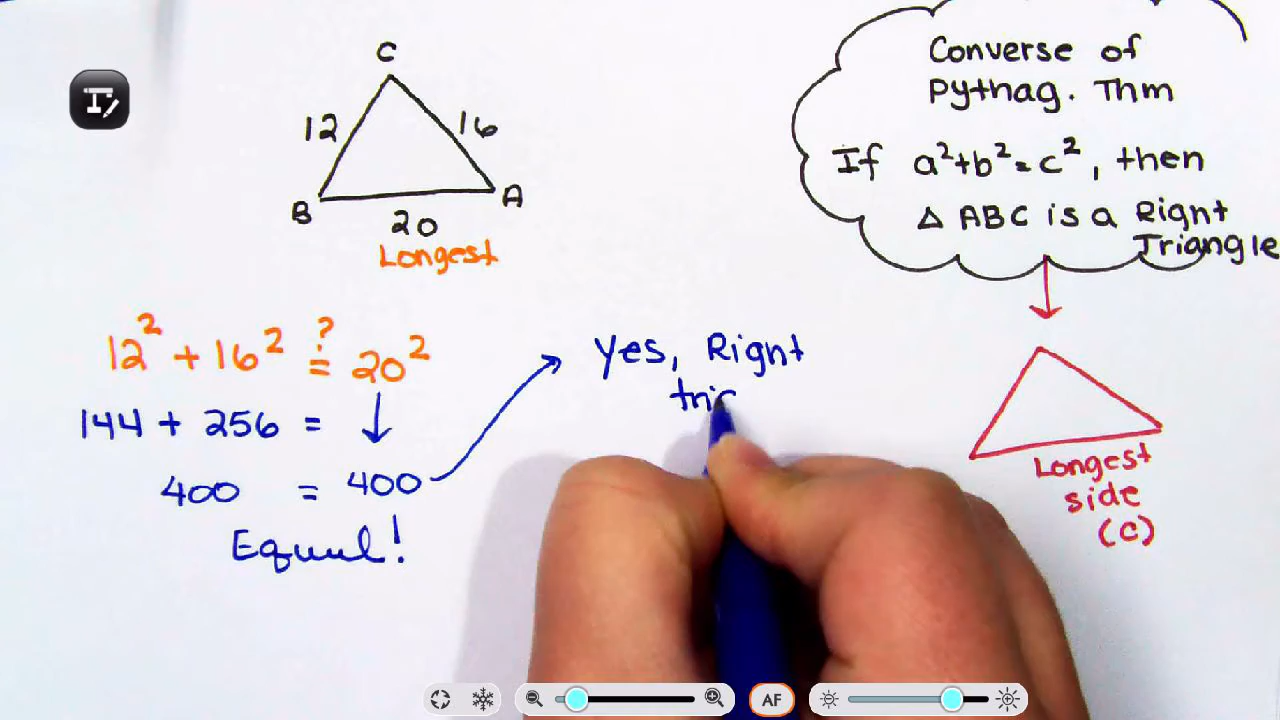 C
12
16
B
A
20
Longest
Converse of
Pythag. Thm
If a²+b²=c², then
△ ABC is a Right
Triangle
12² + 16² ≟ 20²
144 + 256 = ↓
400 = 400
Equal!
Yes, Right
tri
Longest
side
(c)
AF